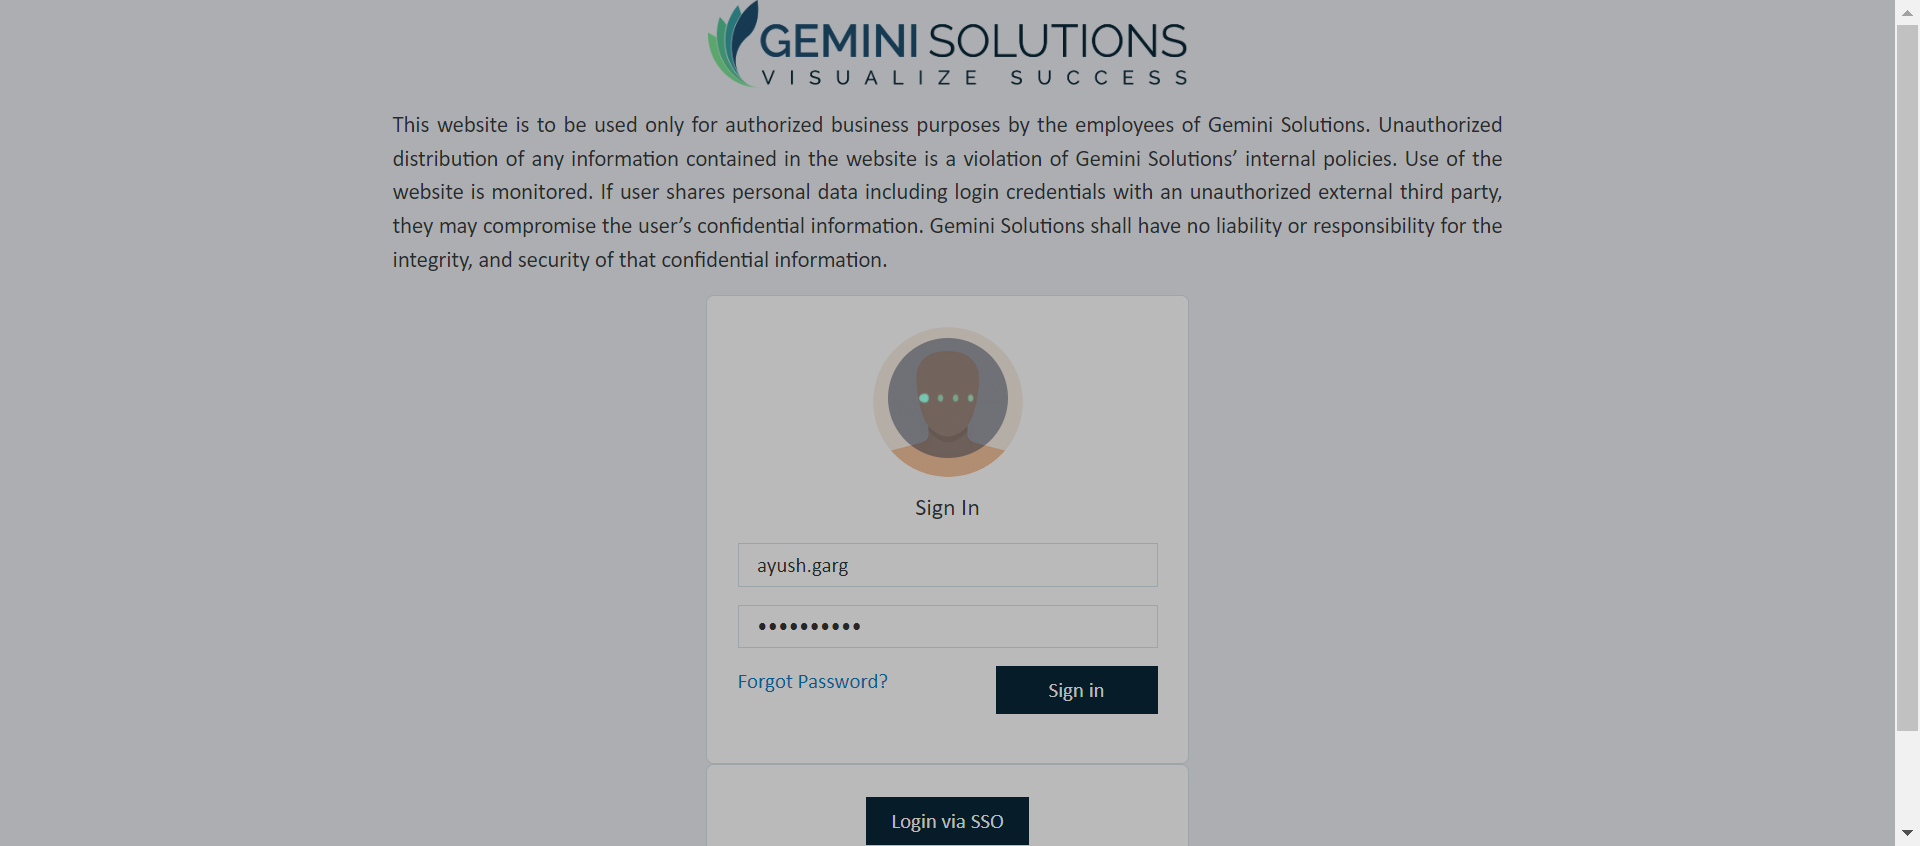 GEMINI SOLUTIONS
VISUALIZE SUCCESS
This website is to be used only for authorized business purposes by the employees of Gemini Solutions. Unauthorized
distribution of any information contained in the website is a violation of Gemini Solutions’ internal policies. Use of the
website is monitored. If user shares personal data including login credentials with an unauthorized external third party,
they may compromise the user’s confidential information. Gemini Solutions shall have no liability or responsibility for the
integrity, and security of that confidential information.
Sign In
ayush.garg
••••••••••
Forgot Password?
Sign in
Login via SSO